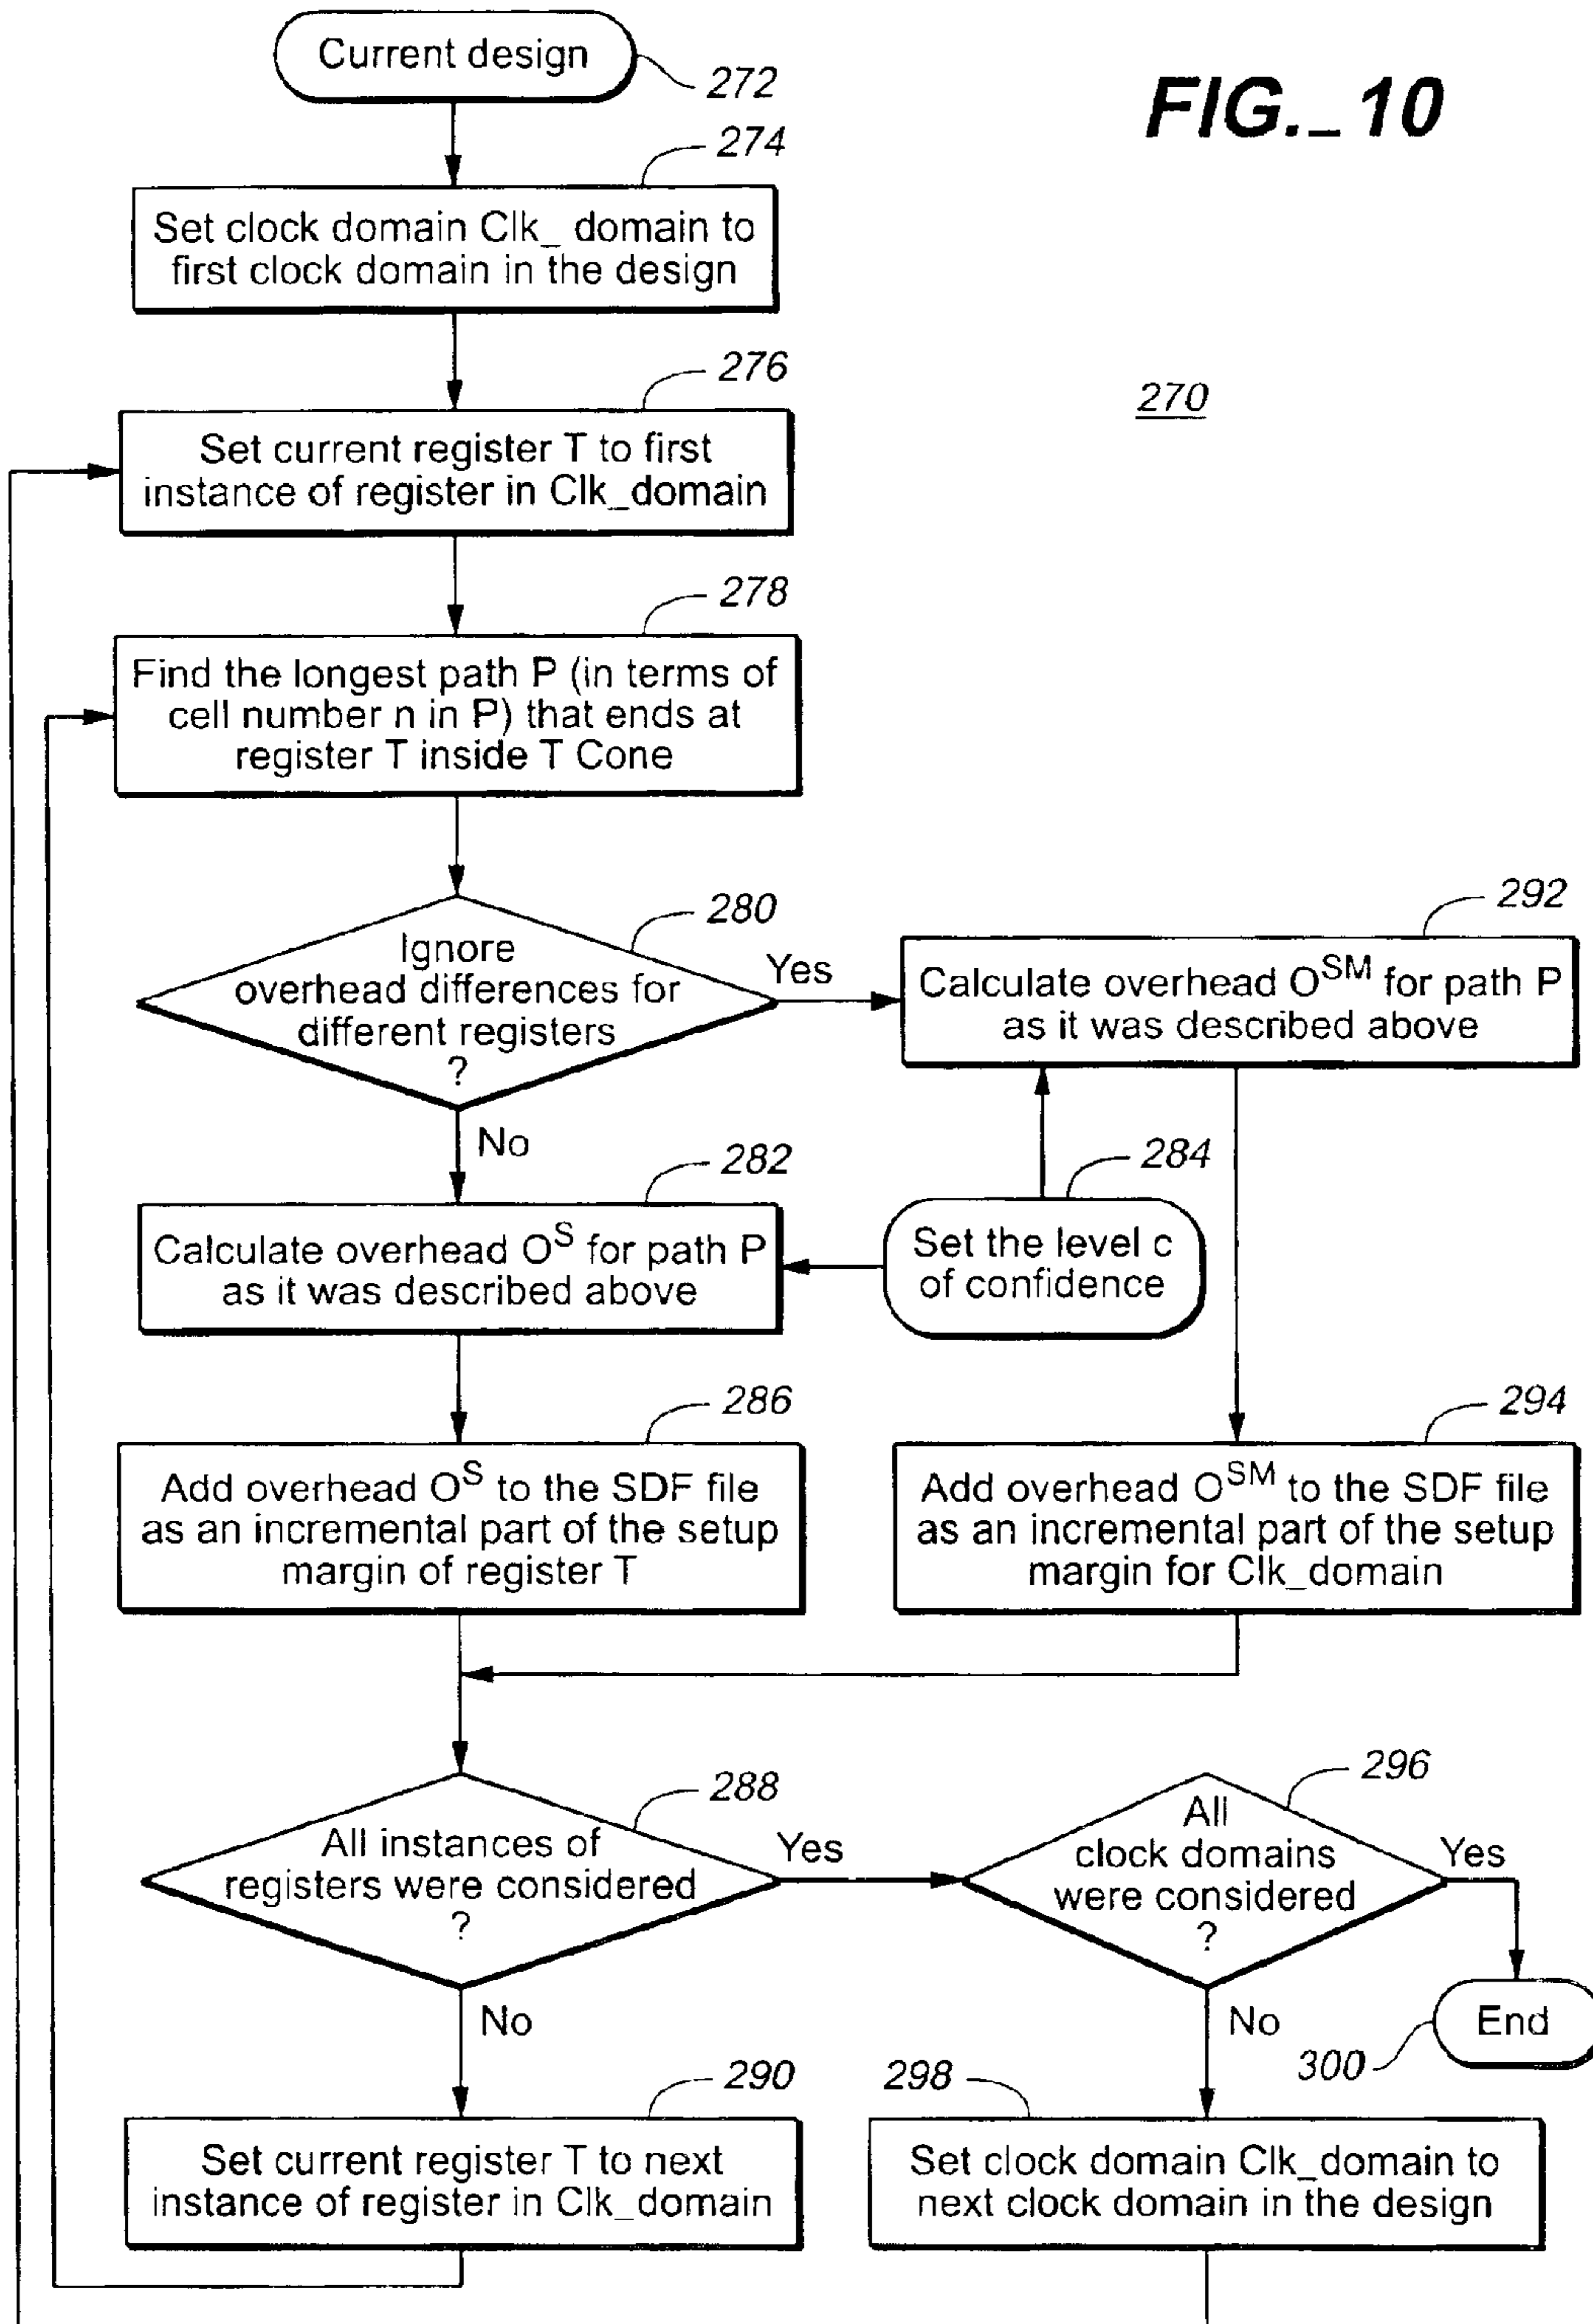 Current design
272
FIG._10
274
Set clock domain Clk_ domain to
first clock domain in the design
276
270
Set current register T to first
instance of register in Clk_domain
278
Find the longest path P (in terms of
cell number n in P) that ends at
register T inside T Cone
280
292
Ignore
overhead differences for
different registers
?
Yes
Calculate overhead O^SM for path P
as it was described above
No
282
284
Calculate overhead O^S for path P
as it was described above
Set the level c
of confidence
286
294
Add overhead O^S to the SDF file
as an incremental part of the setup
margin of register T
Add overhead O^SM to the SDF file
as an incremental part of the setup
margin for Clk_domain
288
296
All instances of
registers were considered
?
Yes
All
clock domains
were considered
?
Yes
No
No
End
300
290
298
Set current register T to next
instance of register in Clk_domain
Set clock domain Clk_domain to
next clock domain in the design